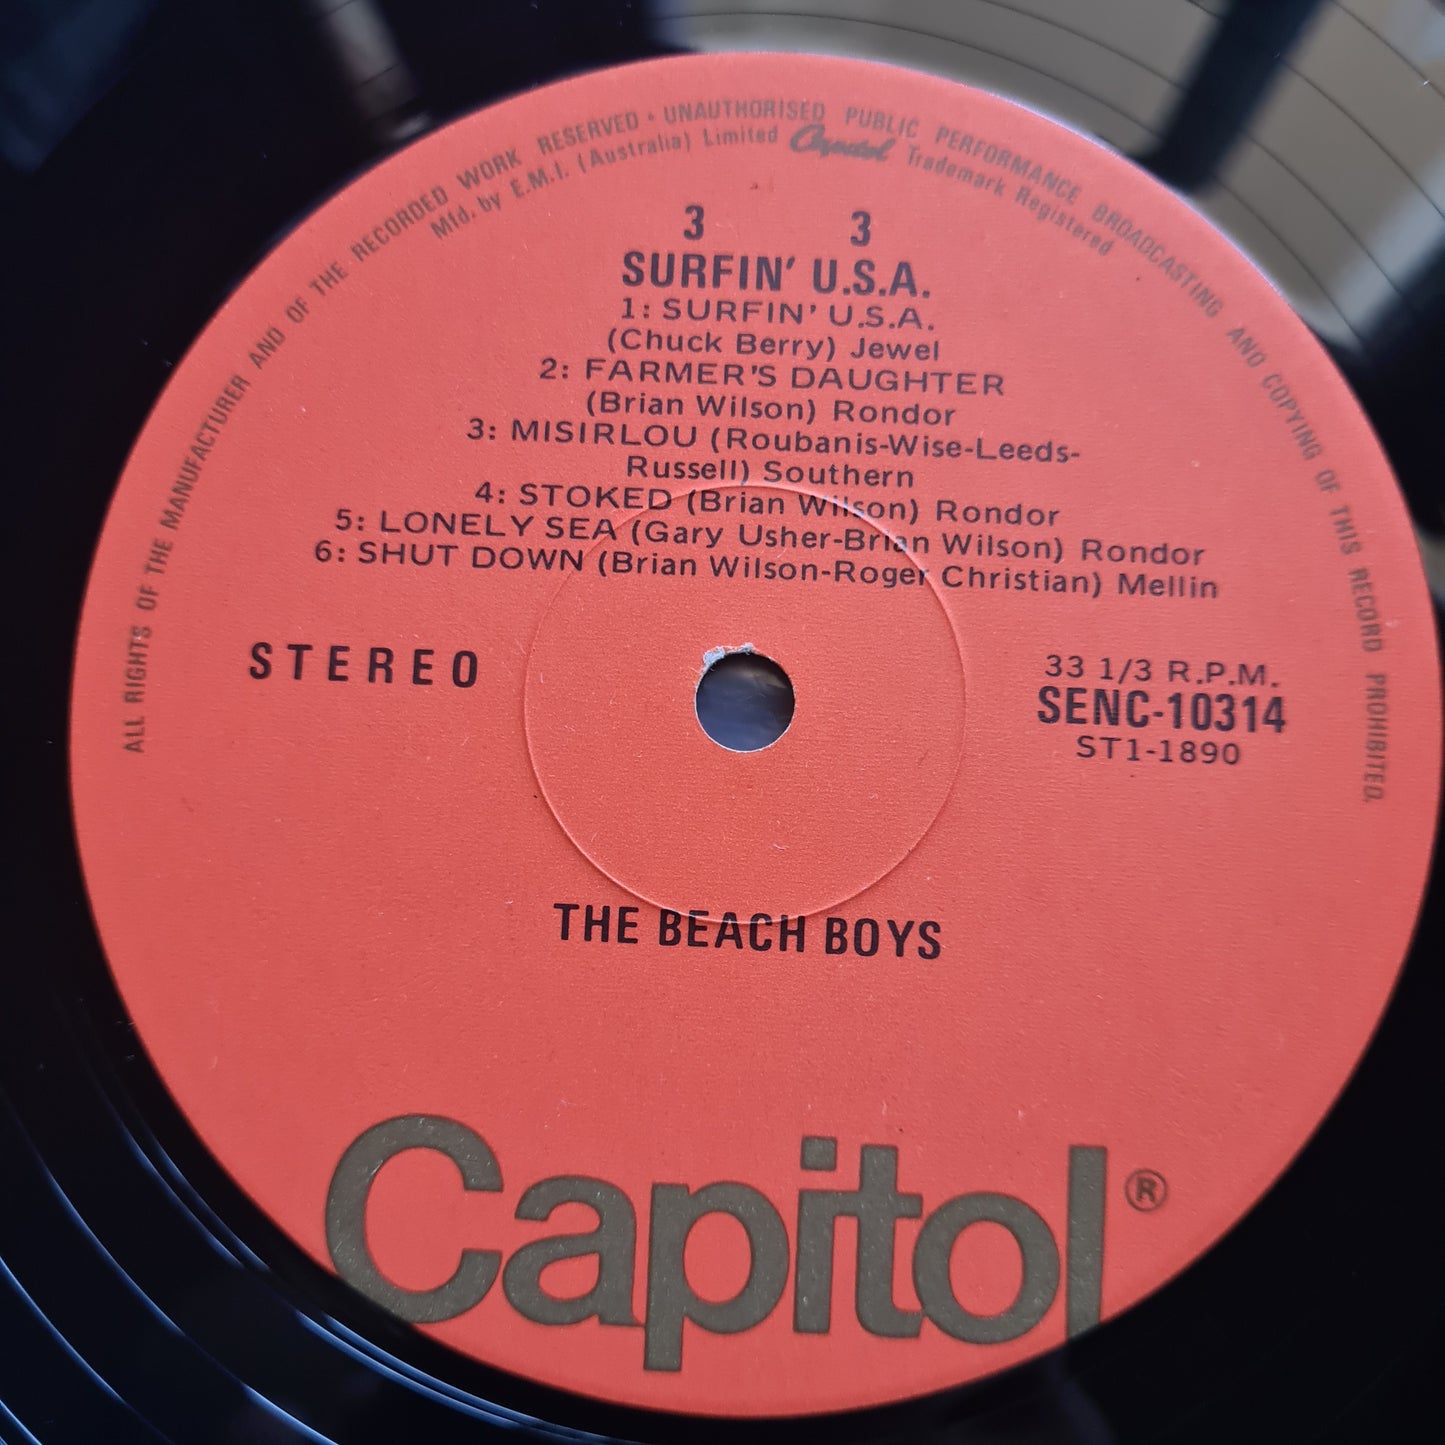 ALL RIGHTS OF THE MANUFACTURER AND OF THE RECORDED WORK RESERVED • UNAUTHORISED PUBLIC PERFORMANCE BROADCASTING AND COPYING OF THIS RECORD PROHIBITED.
Mfd. by E.M.I. (Australia) Limited Capitol Trademark Registered
3 3
SURFIN' U.S.A.
1: SURFIN' U.S.A.
(Chuck Berry) Jewel
2: FARMER'S DAUGHTER
(Brian Wilson) Rondor
3: MISIRLOU (Roubanis-Wise-Leeds-
Russell) Southern
4: STOKED (Brian Wilson) Rondor
5: LONELY SEA (Gary Usher-Brian Wilson) Rondor
6: SHUT DOWN (Brian Wilson-Roger Christian) Mellin
STEREO
33 1/3 R.P.M.
SENC-10314
ST1-1890
THE BEACH BOYS
Capitol®